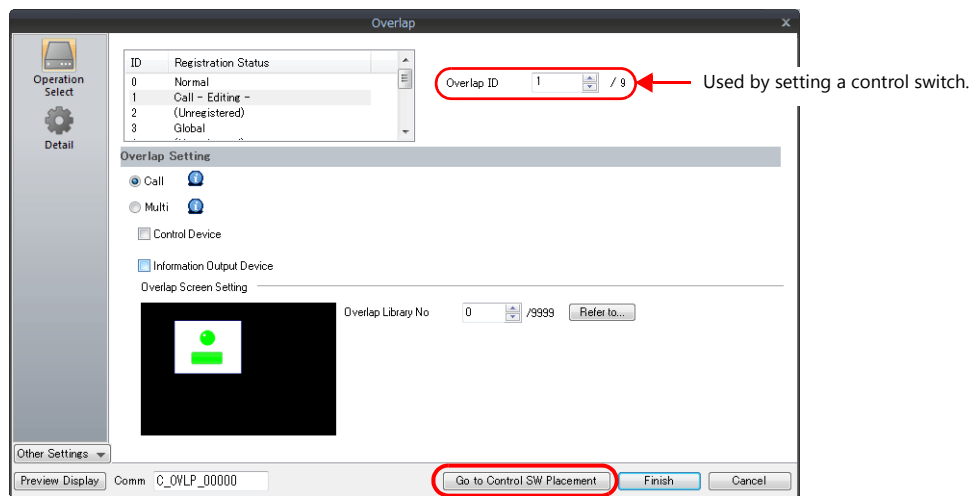 Overlap
x
Operation
Select
Detail
ID Registration Status
0 Normal
1 Call - Editing -
2 (Unregistered)
3 Global
Overlap ID 1 / 9
Used by setting a control switch.
Overlap Setting
Call
Multi
Control Device
Information Output Device
Overlap Screen Setting
Overlap Library No 0 /9999 Refer to...
Other Settings
Preview Display Comm C_OVLP_00000 Go to Control SW Placement Finish Cancel